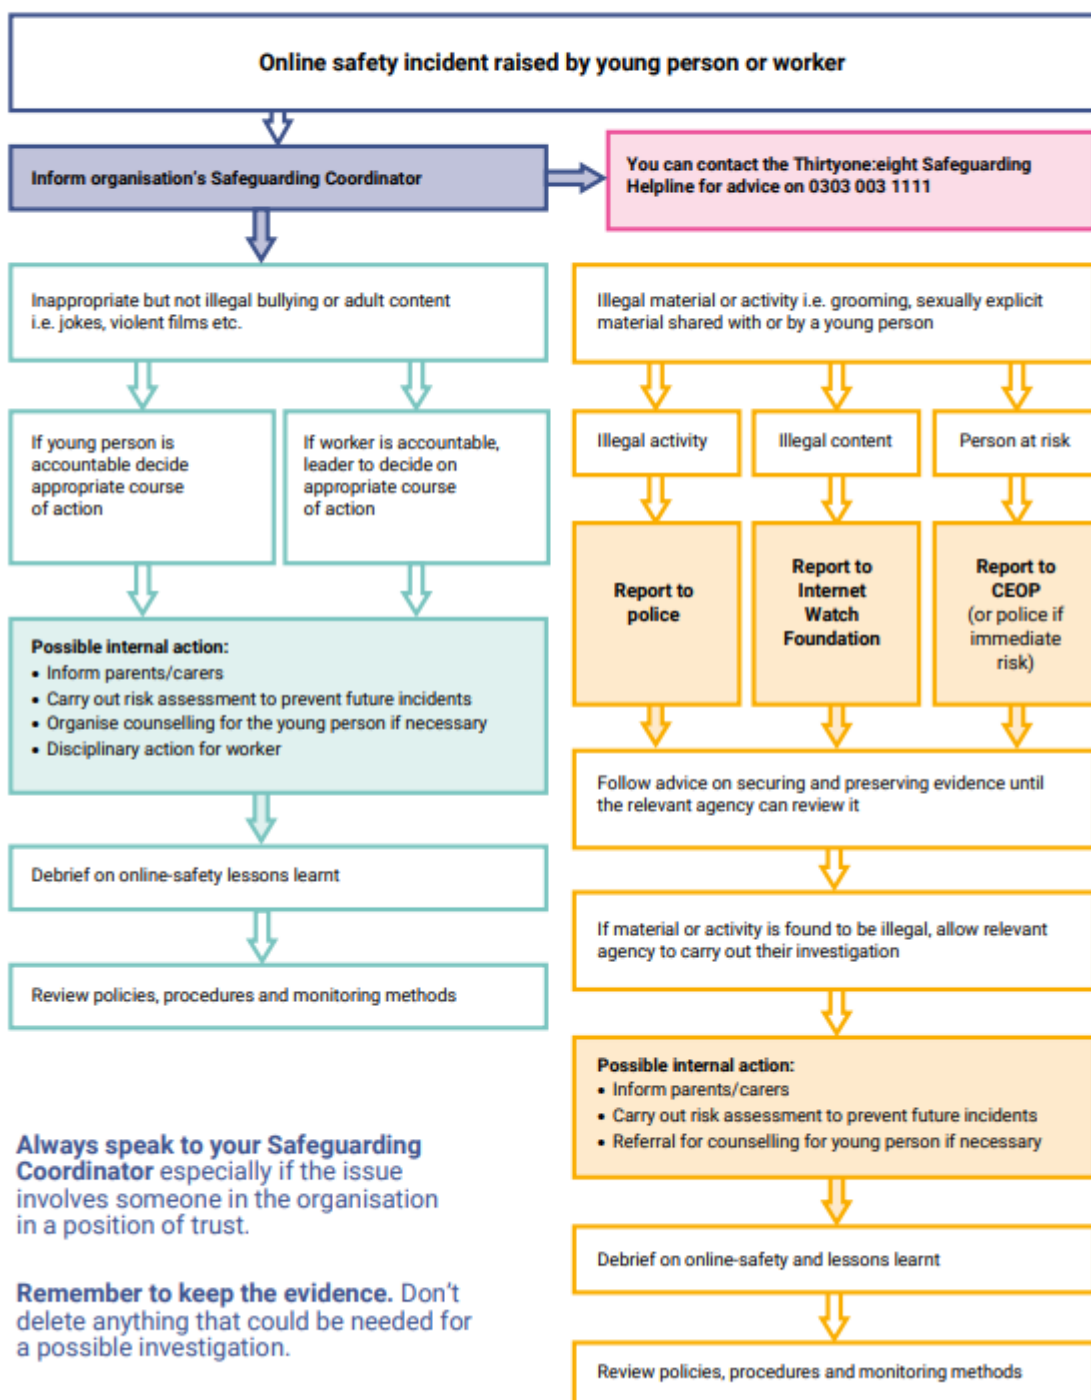 Online safety incident raised by young person or worker
Inform organisation's Safeguarding Coordinator
You can contact the Thirtyone:eight Safeguarding
Helpline for advice on 0303 003 1111
Inappropriate but not illegal bullying or adult content
i.e. jokes, violent films etc.
If young person is
accountable decide
appropriate course
of action
If worker is accountable,
leader to decide on
appropriate course
of action
Possible internal action:
• Inform parents/carers
• Carry out risk assessment to prevent future incidents
• Organise counselling for the young person if necessary
• Disciplinary action for worker
Debrief on online-safety lessons learnt
Review policies, procedures and monitoring methods
Illegal material or activity i.e. grooming, sexually explicit
material shared with or by a young person
Illegal activity
Illegal content
Person at risk
Report to
police
Report to
Internet
Watch
Foundation
Report to
CEOP
(or police if
immediate
risk)
Follow advice on securing and preserving evidence until
the relevant agency can review it
If material or activity is found to be illegal, allow relevant
agency to carry out their investigation
Possible internal action:
• Inform parents/carers
• Carry out risk assessment to prevent future incidents
• Referral for counselling for young person if necessary
Debrief on online-safety and lessons learnt
Review policies, procedures and monitoring methods
Always speak to your Safeguarding
Coordinator especially if the issue
involves someone in the organisation
in a position of trust.
Remember to keep the evidence. Don't
delete anything that could be needed for
a possible investigation.